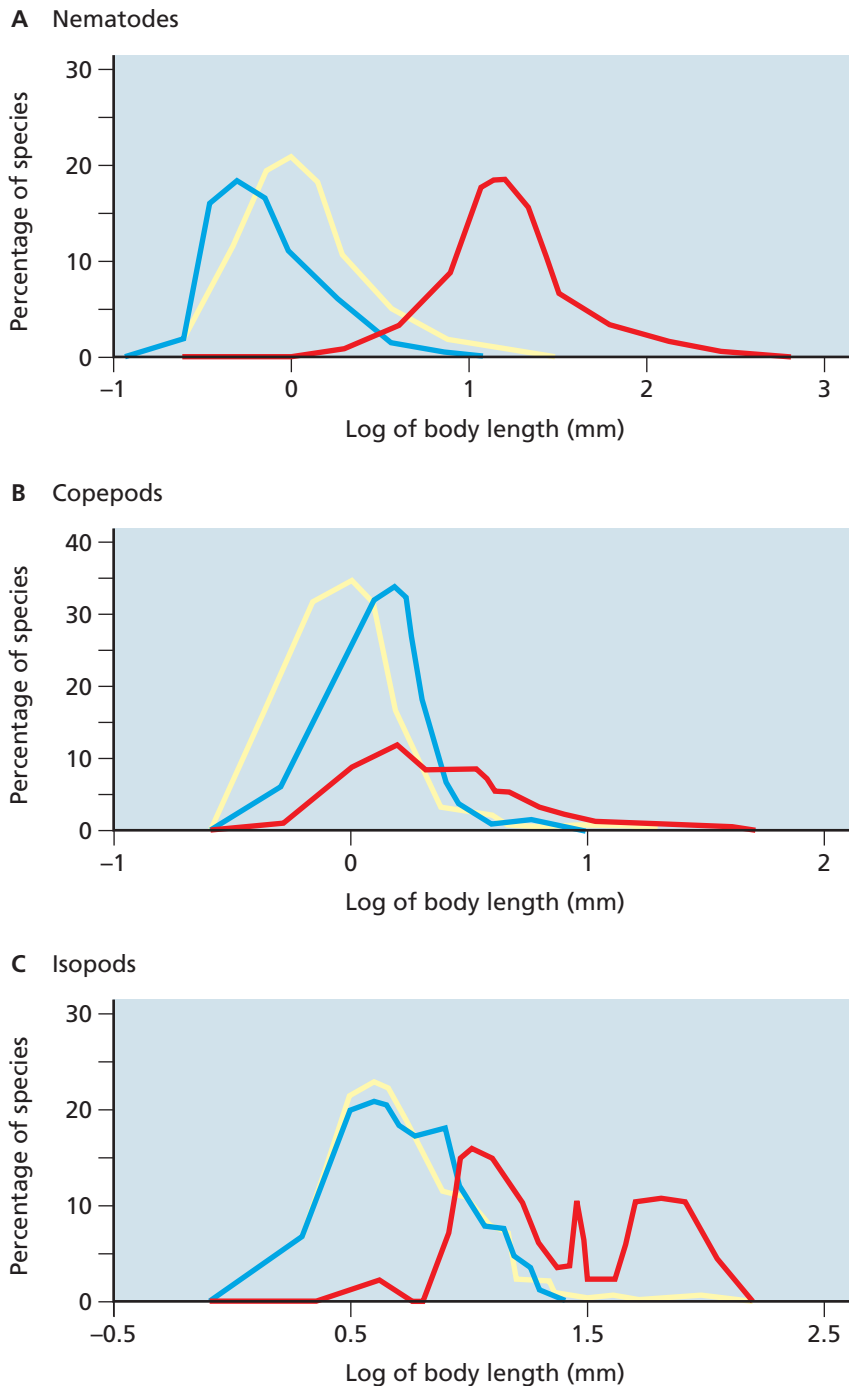 A Nematodes
30
20
10
0
Percentage of species
–1 0 1 2 3
Log of body length (mm)
B Copepods
40
30
20
10
0
Percentage of species
–1 0 1 2
Log of body length (mm)
C Isopods
30
20
10
0
Percentage of species
–0.5 0.5 1.5 2.5
Log of body length (mm)